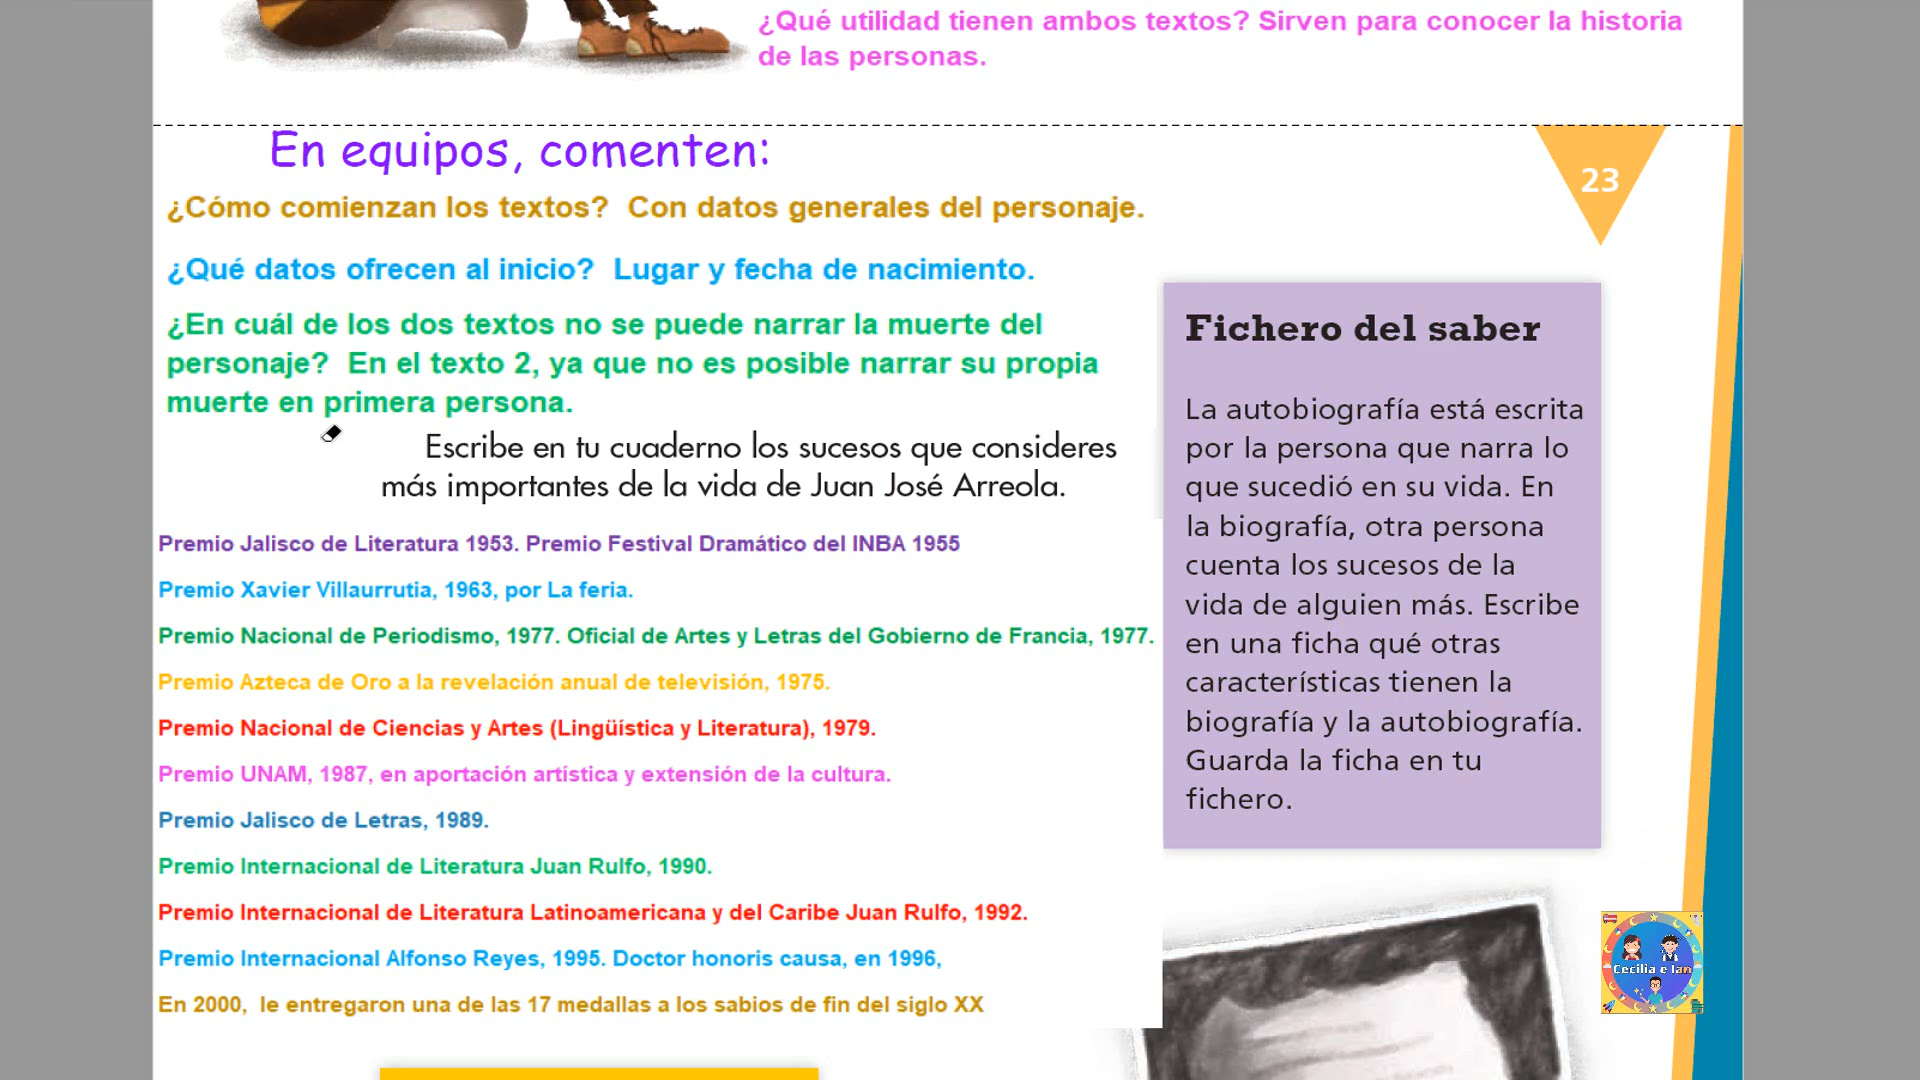 ¿Qué utilidad tienen ambos textos? Sirven para conocer la historia
de las personas.
En equipos, comenten:
23
¿Cómo comienzan los textos?  Con datos generales del personaje.
¿Qué datos ofrecen al inicio?  Lugar y fecha de nacimiento.
¿En cuál de los dos textos no se puede narrar la muerte del
personaje?  En el texto 2, ya que no es posible narrar su propia
muerte en primera persona.
Escribe en tu cuaderno los sucesos que consideres
más importantes de la vida de Juan José Arreola.
Premio Jalisco de Literatura 1953. Premio Festival Dramático del INBA 1955
Premio Xavier Villaurrutia, 1963, por La feria.
Premio Nacional de Periodismo, 1977. Oficial de Artes y Letras del Gobierno de Francia, 1977.
Premio Azteca de Oro a la revelación anual de televisión, 1975.
Premio Nacional de Ciencias y Artes (Lingüística y Literatura), 1979.
Premio UNAM, 1987, en aportación artística y extensión de la cultura.
Premio Jalisco de Letras, 1989.
Premio Internacional de Literatura Juan Rulfo, 1990.
Premio Internacional de Literatura Latinoamericana y del Caribe Juan Rulfo, 1992.
Premio Internacional Alfonso Reyes, 1995. Doctor honoris causa, en 1996,
En 2000,  le entregaron una de las 17 medallas a los sabios de fin del siglo XX
Fichero del saber
La autobiografía está escrita
por la persona que narra lo
que sucedió en su vida. En
la biografía, otra persona
cuenta los sucesos de la
vida de alguien más. Escribe
en una ficha qué otras
características tienen la
biografía y la autobiografía.
Guarda la ficha en tu
fichero.
Cecilia e Ian